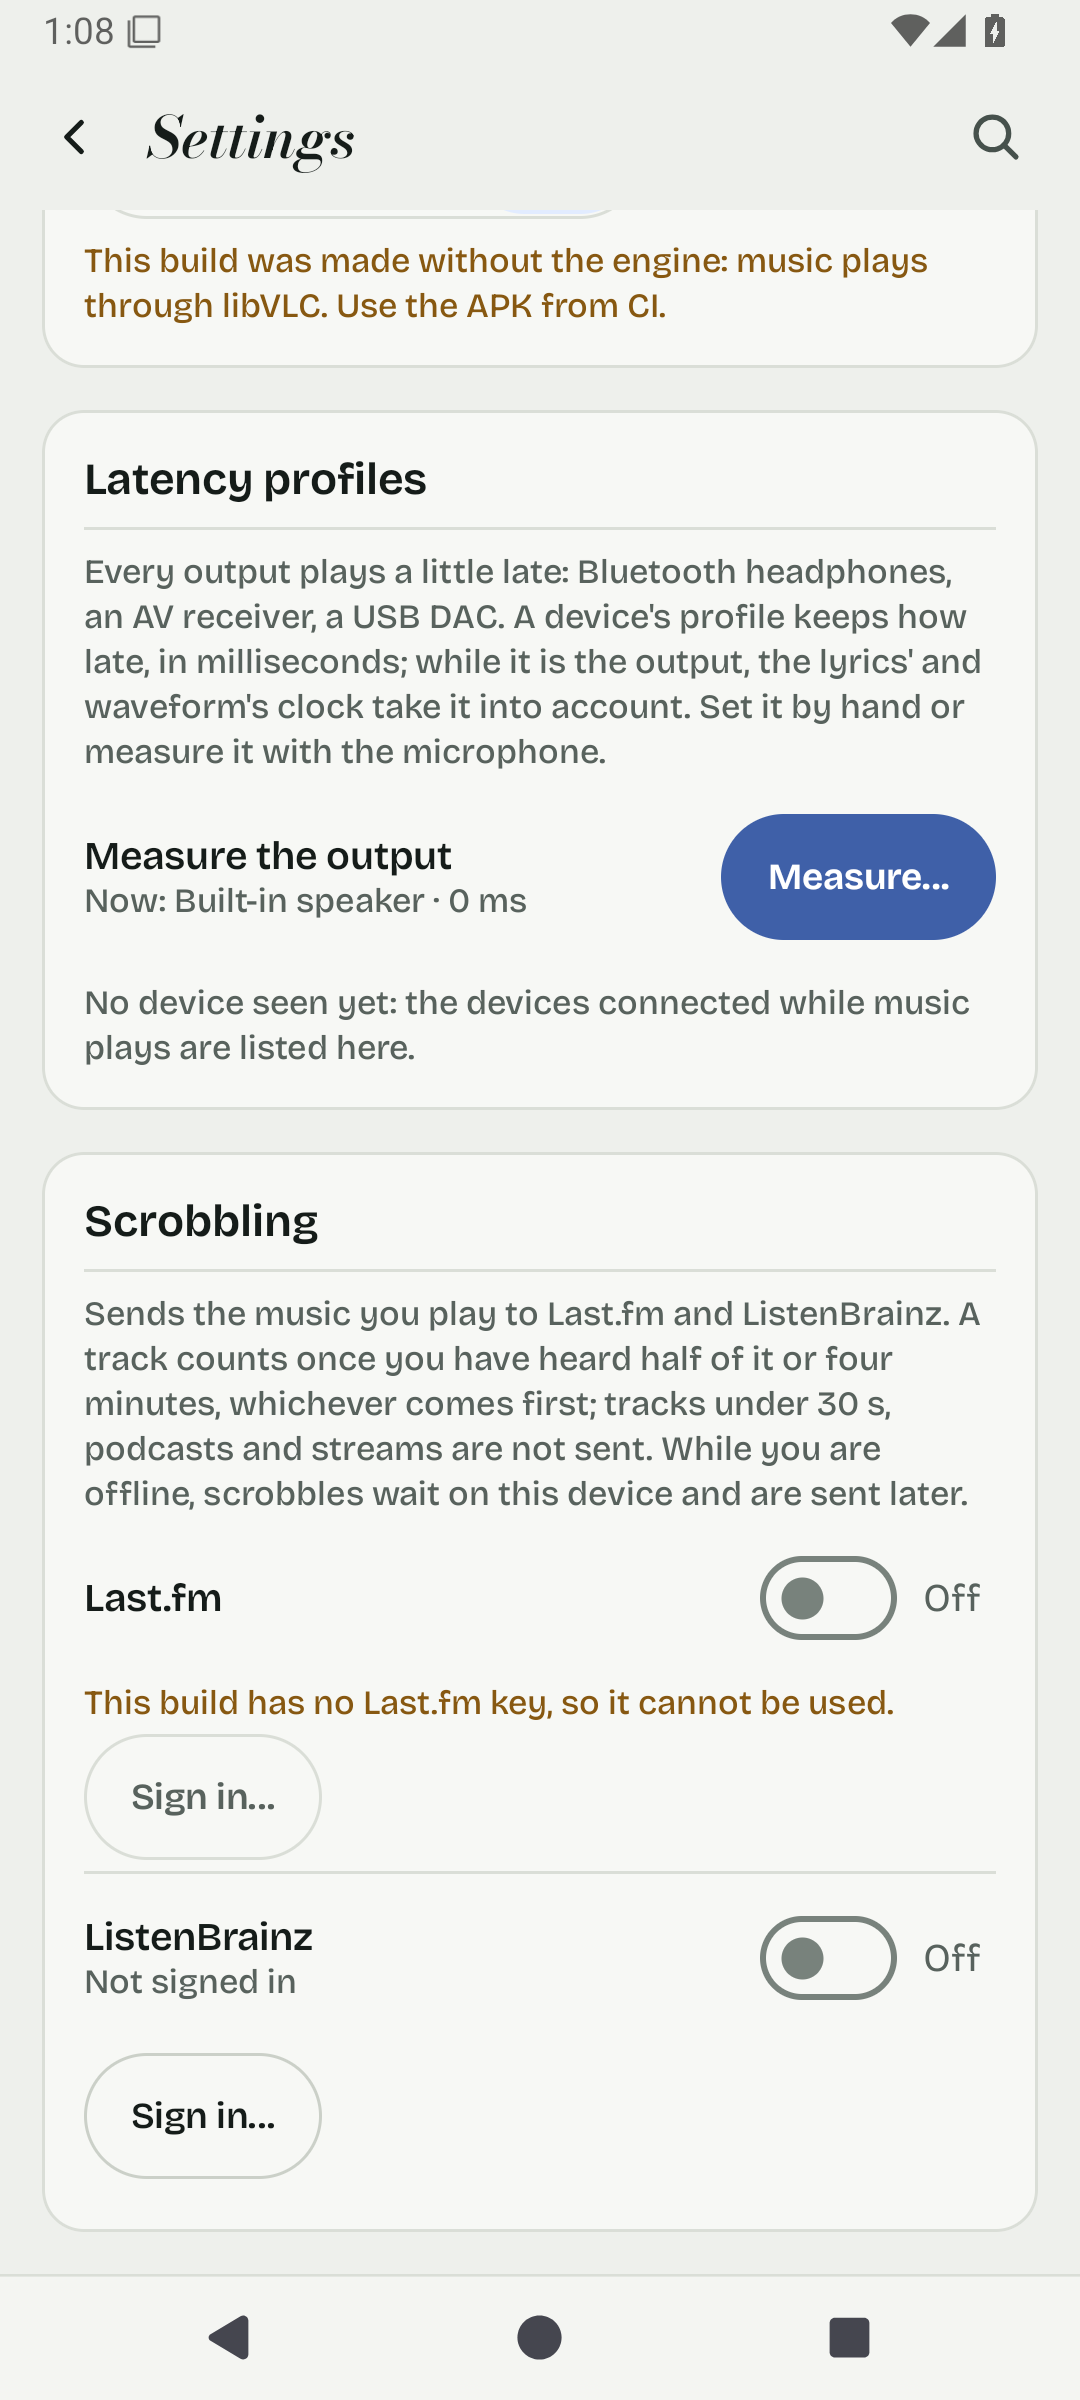 1:08
Settings
This build was made without the engine: music plays
through libVLC. Use the APK from CI.
Latency profiles
Every output plays a little late: Bluetooth headphones,
an AV receiver, a USB DAC. A device's profile keeps how
late, in milliseconds; while it is the output, the lyrics' and
waveform's clock take it into account. Set it by hand or
measure it with the microphone.
Measure the output
Now: Built-in speaker · 0 ms
Measure...
No device seen yet: the devices connected while music
plays are listed here.
Scrobbling
Sends the music you play to Last.fm and ListenBrainz. A
track counts once you have heard half of it or four
minutes, whichever comes first; tracks under 30 s,
podcasts and streams are not sent. While you are
offline, scrobbles wait on this device and are sent later.
Last.fm
Off
This build has no Last.fm key, so it cannot be used.
Sign in...
ListenBrainz
Not signed in
Off
Sign in...